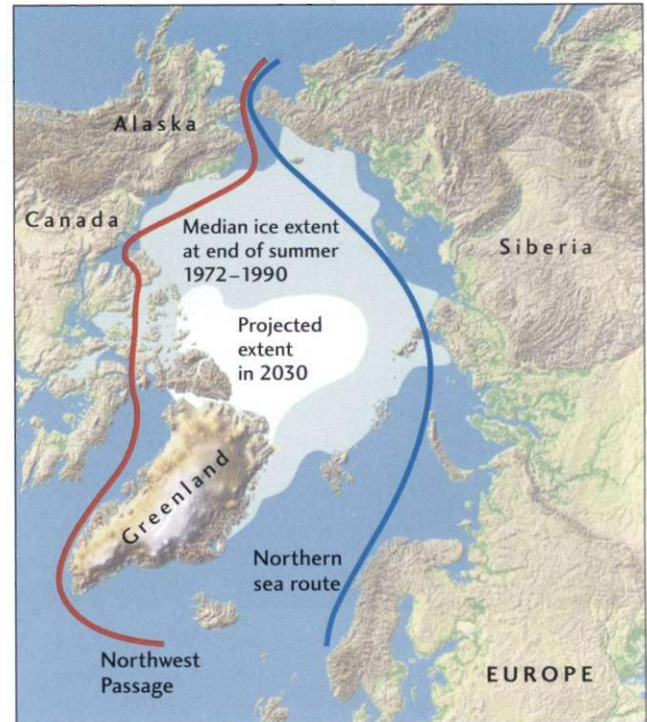 Alaska
Canada
Median ice extent
at end of summer
1972–1990
Siberia
Projected
extent
in 2030
Greenland
Northern
sea route
Northwest
Passage
EUROPE